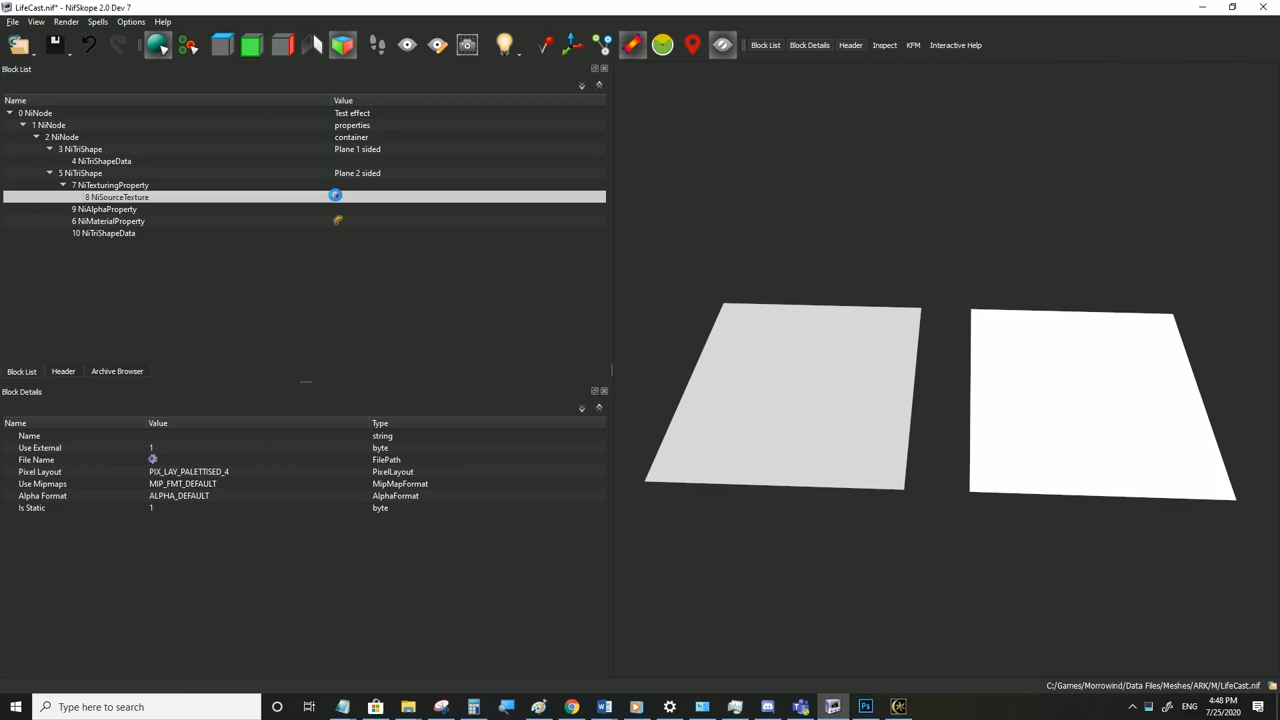 LifeCast.nif* - NifSkope 2.0 Dev 7
File View Render Spells Options Help
Block List Block Details Header Inspect KFM Interactive Help
Block List
Name Value
0 NiNode Test effect
1 NiNode properties
2 NiNode container
3 NiTriShape Plane 1 sided
4 NiTriShapeData
5 NiTriShape Plane 2 sided
7 NiTexturingProperty
8 NiSourceTexture
9 NiAlphaProperty
6 NiMaterialProperty
10 NiTriShapeData
Block List Header Archive Browser
Block Details
Name Value Type
Name string
Use External 1 byte
File Name FilePath
Pixel Layout PIX_LAY_PALETTISED_4 PixelLayout
Use Mipmaps MIP_FMT_DEFAULT MipMapFormat
Alpha Format ALPHA_DEFAULT AlphaFormat
Is Static 1 byte
C:/Games/Morrowind/Data Files/Meshes/ARK/M/LifeCast.nif
Type here to search
W
Ps
ENG
4:48 PM
7/25/2020